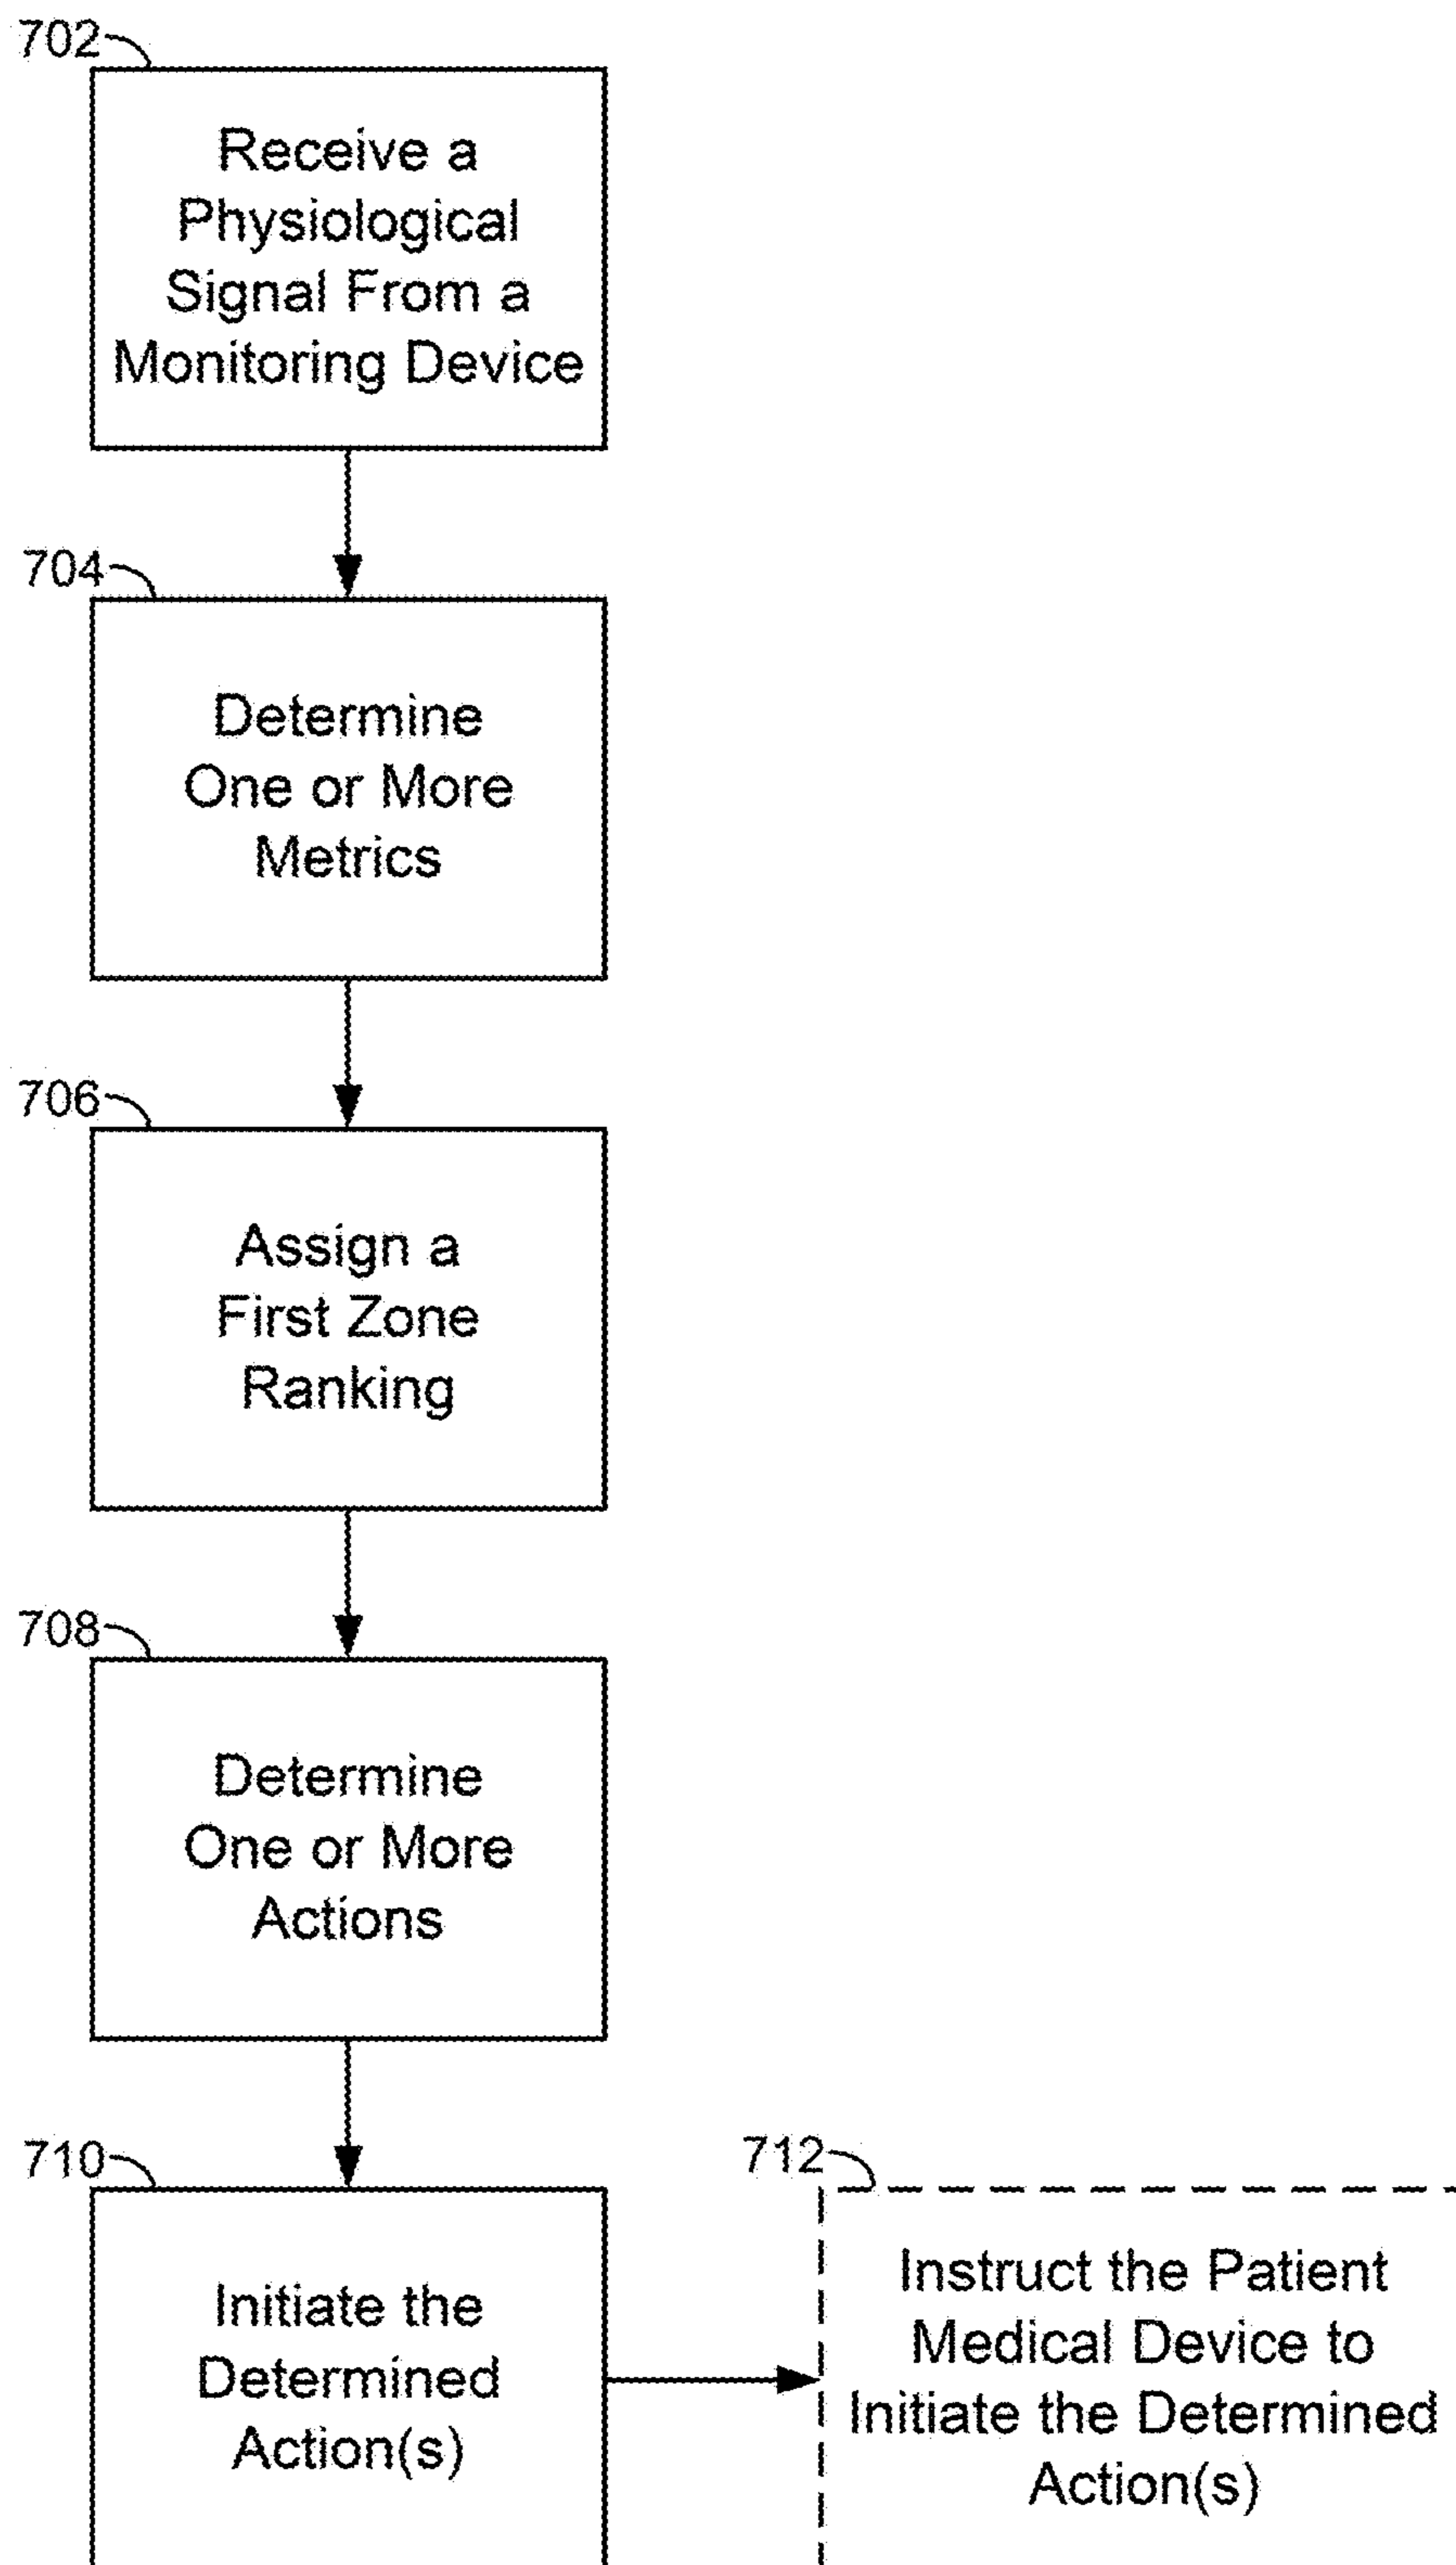 702
Receive a
Physiological
Signal From a
Monitoring Device
704
Determine
One or More
Metrics
706
Assign a
First Zone
Ranking
708
Determine
One or More
Actions
710
Initiate the
Determined
Action(s)
712
Instruct the Patient
Medical Device to
Initiate the Determined
Action(s)